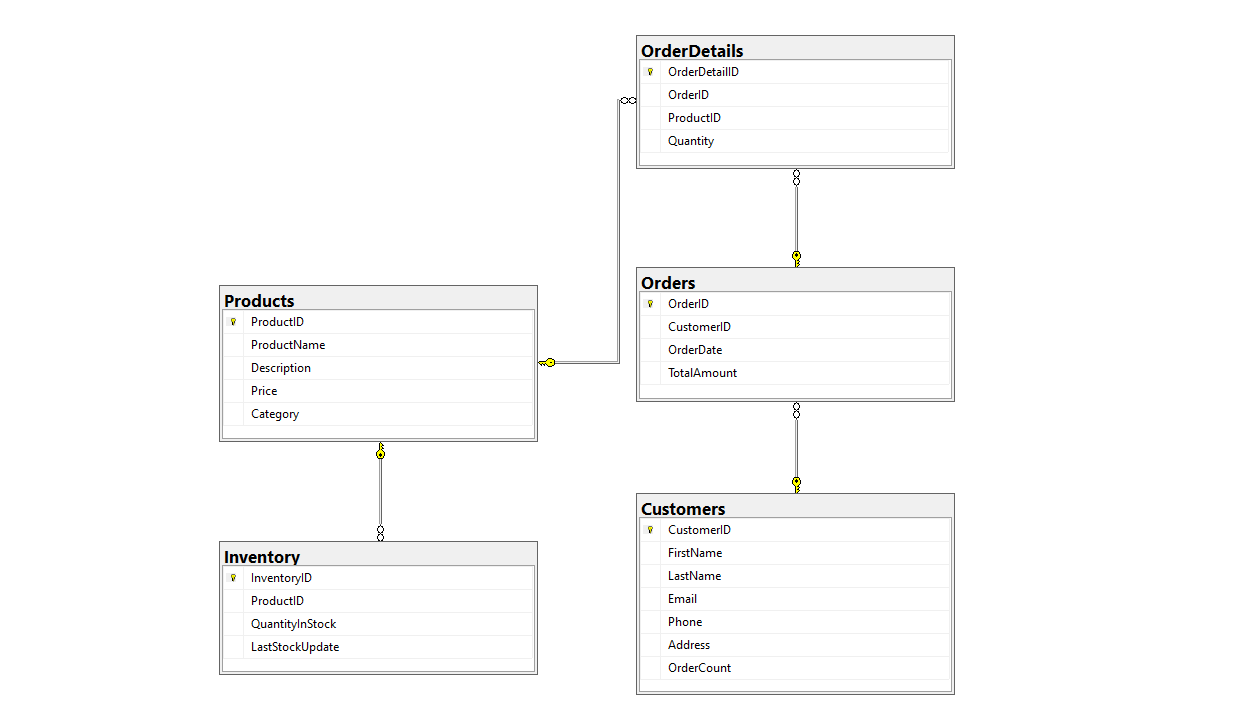 OrderDetails
OrderDetailID
OrderID
ProductID
Quantity
Orders
OrderID
CustomerID
OrderDate
TotalAmount
Products
ProductID
ProductName
Description
Price
Category
Customers
CustomerID
FirstName
LastName
Email
Phone
Address
OrderCount
Inventory
InventoryID
ProductID
QuantityInStock
LastStockUpdate